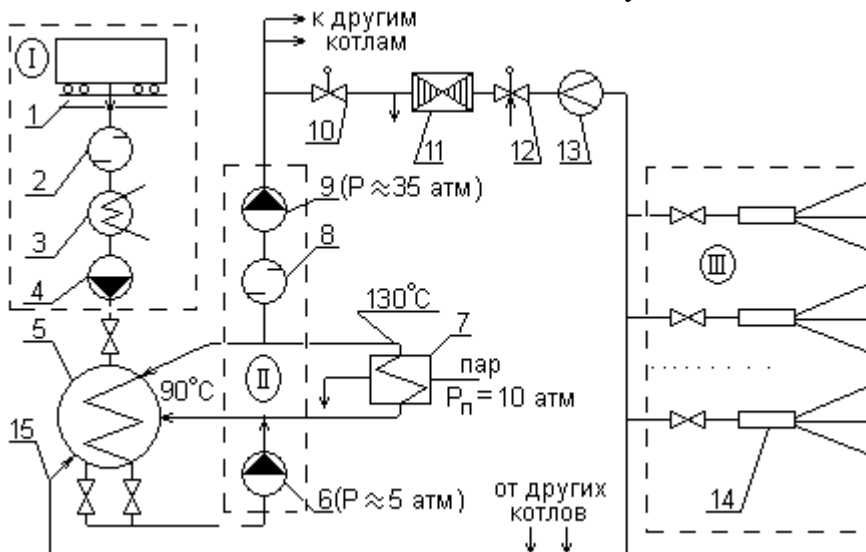 к другим
котлам
I
1
10
11
12
13
2
9 (P ≈ 35 атм)
3
8
III
4
130°C
5
7
90°C
II
пар
Pп = 10 атм
15
6 (P ≈ 5 атм)
от других
котлов
14